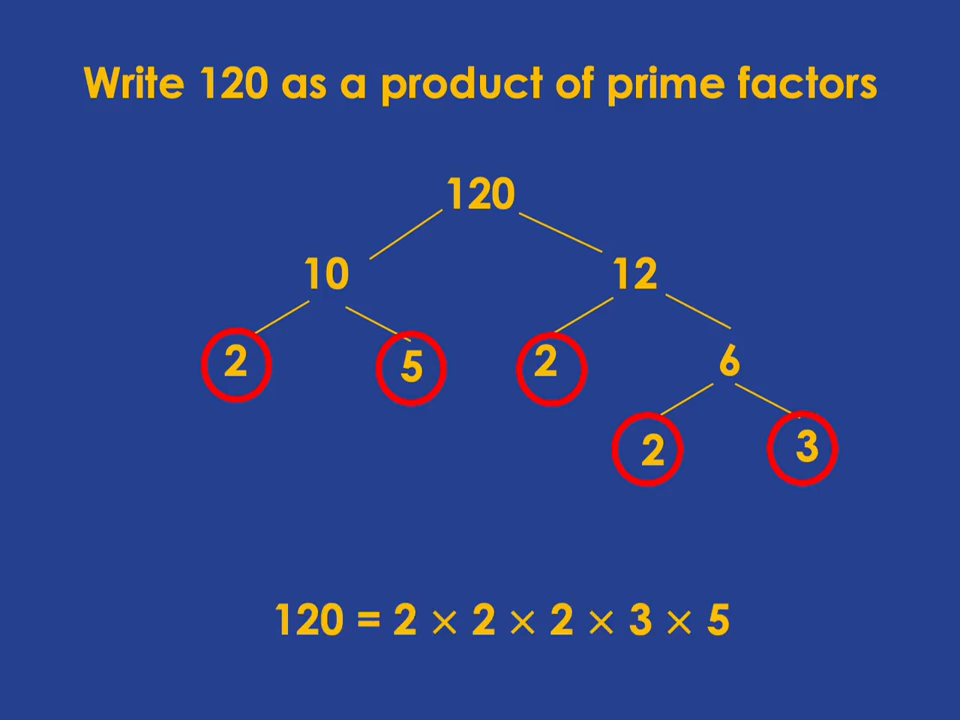 Write 120 as a product of prime factors
120
10 12
2 5 2 6
2 3
120 = 2 × 2 × 2 × 3 × 5